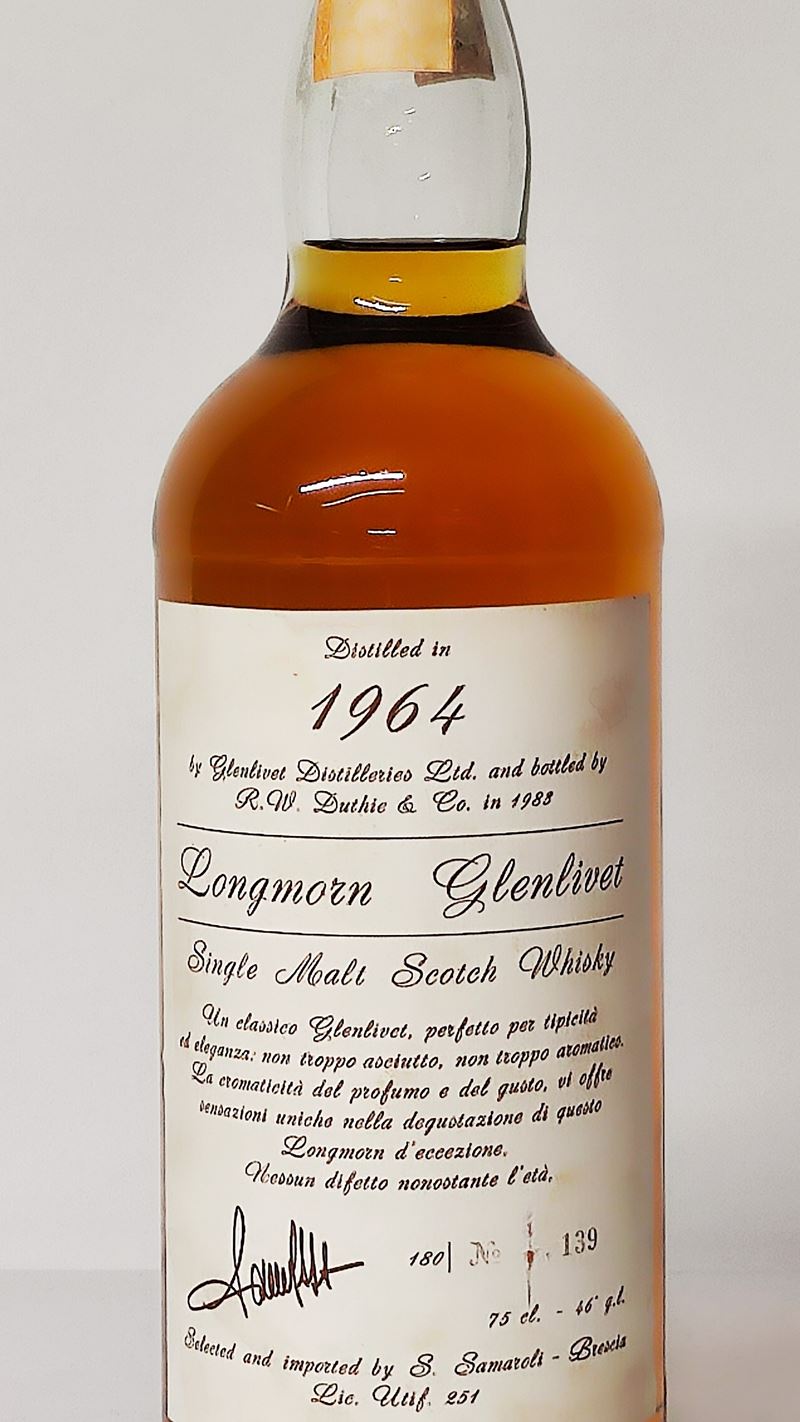 Distilled in
1964
by Glenlivet Distilleries Ltd. and bottled by
R.W. Duthie & Co. in 1983
Longmorn Glenlivet
Single Malt Scotch Whisky
Un classico Glenlivet, perfetto per tipicità
ed eleganza: non troppo asciutto, non troppo aromatico.
La cromaticità del profumo e del gusto, vi offre
sensazioni uniche nella degustazione di questo
Longmorn d'eccezione.
Nessun difetto nonostante l'età.
180| № 139
75 cl. - 46° g.l.
Selected and imported by S. Samaroli - Brescia
Lic. Utif. 251